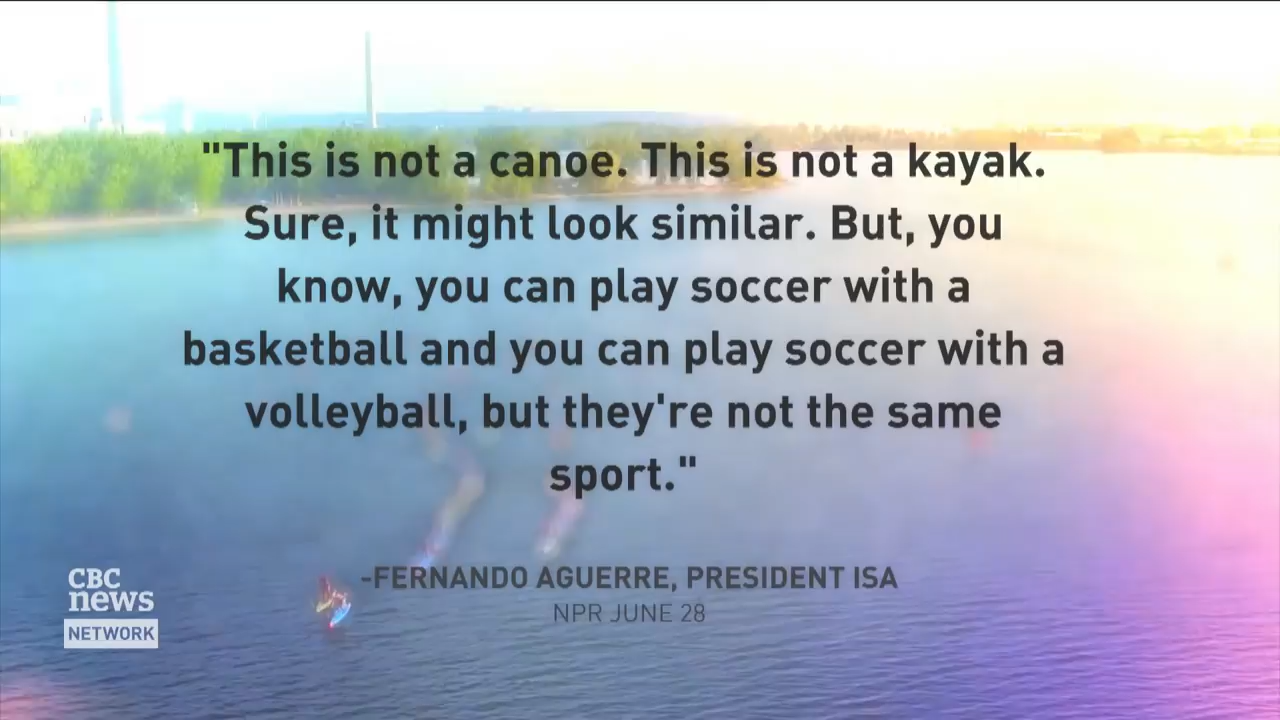 "This is not a canoe. This is not a kayak.
Sure, it might look similar. But, you
know, you can play soccer with a
basketball and you can play soccer with a
volleyball, but they're not the same
sport."
-FERNANDO AGUERRE, PRESIDENT ISA
NPR JUNE 28
CBC
news
NETWORK